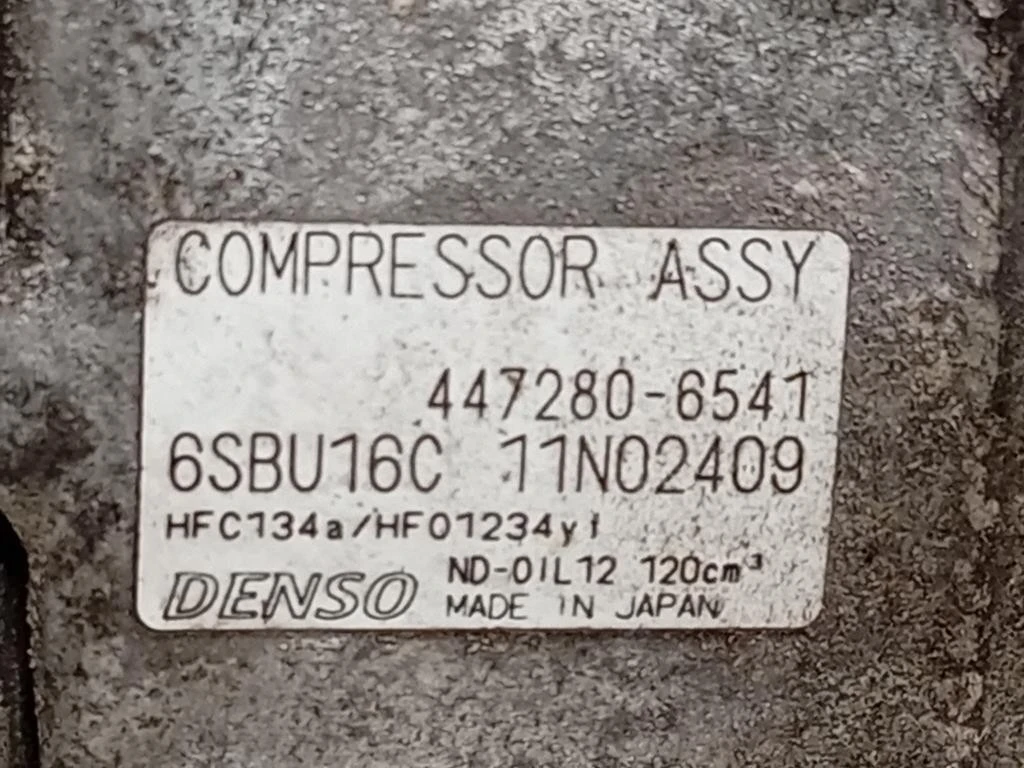 COMPRESSOR ASSY
447280-6541
6SBU16C 11N02409
HFC134a/HFO1234yf
DENSO ND-OIL12 120cm³
MADE IN JAPAN